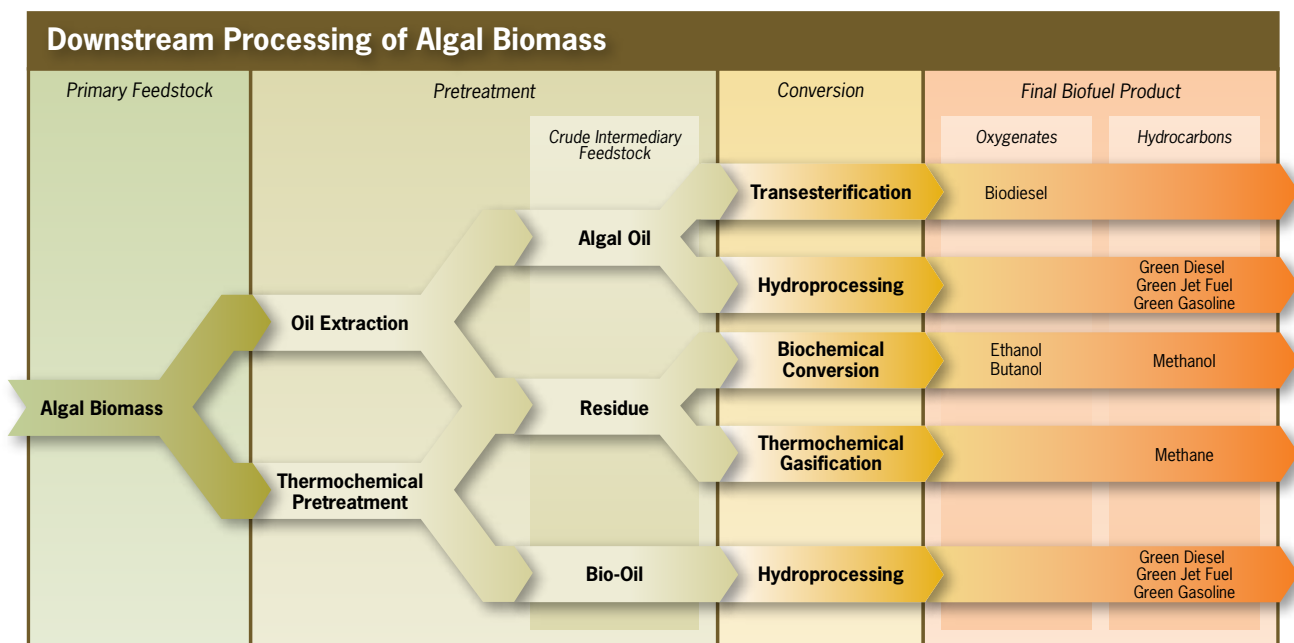 Downstream Processing of Algal Biomass
Primary Feedstock
Pretreatment
Conversion
Final Biofuel Product
Crude Intermediary
Feedstock
Oxygenates
Hydrocarbons
Algal Biomass
Oil Extraction
Thermochemical
Pretreatment
Algal Oil
Residue
Bio-Oil
Transesterification
Biodiesel
Hydroprocessing
Green Diesel
Green Jet Fuel
Green Gasoline
Biochemical
Conversion
Ethanol
Butanol
Methanol
Thermochemical
Gasification
Methane
Hydroprocessing
Green Diesel
Green Jet Fuel
Green Gasoline